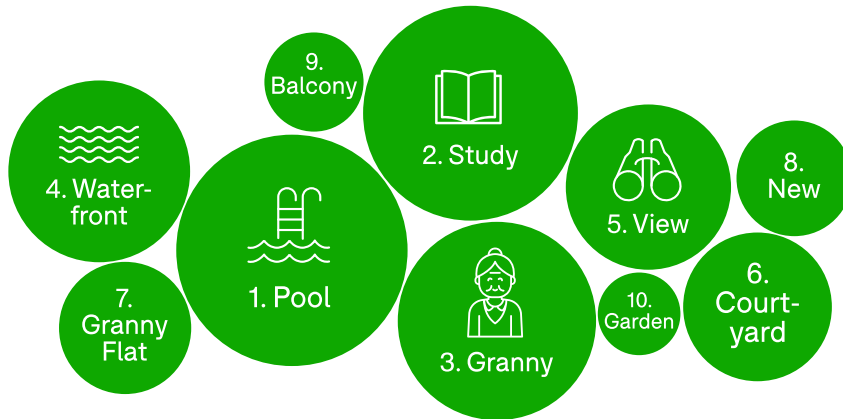 9.
Balcony
2. Study
4. Water-
front
5. View
8.
New
1. Pool
7.
Granny
Flat
3. Granny
10.
Garden
6.
Court-
yard